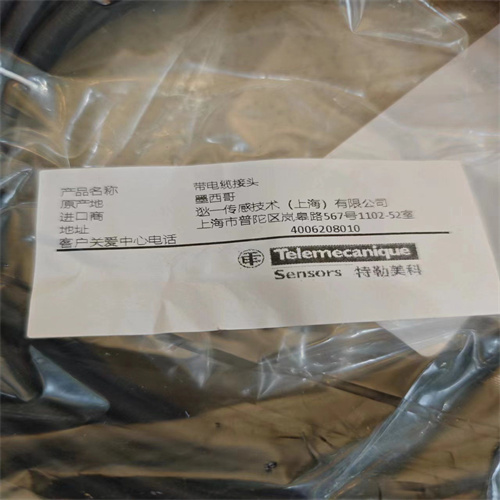 产品名称 带电缆接头
原产地 墨西哥
进口商 逖一传感技术（上海）有限公司
地址 上海市普陀区岚皋路567号1102-52室
客户关爱中心电话 4006208010
Telemecanique
Sensors 特勒美科